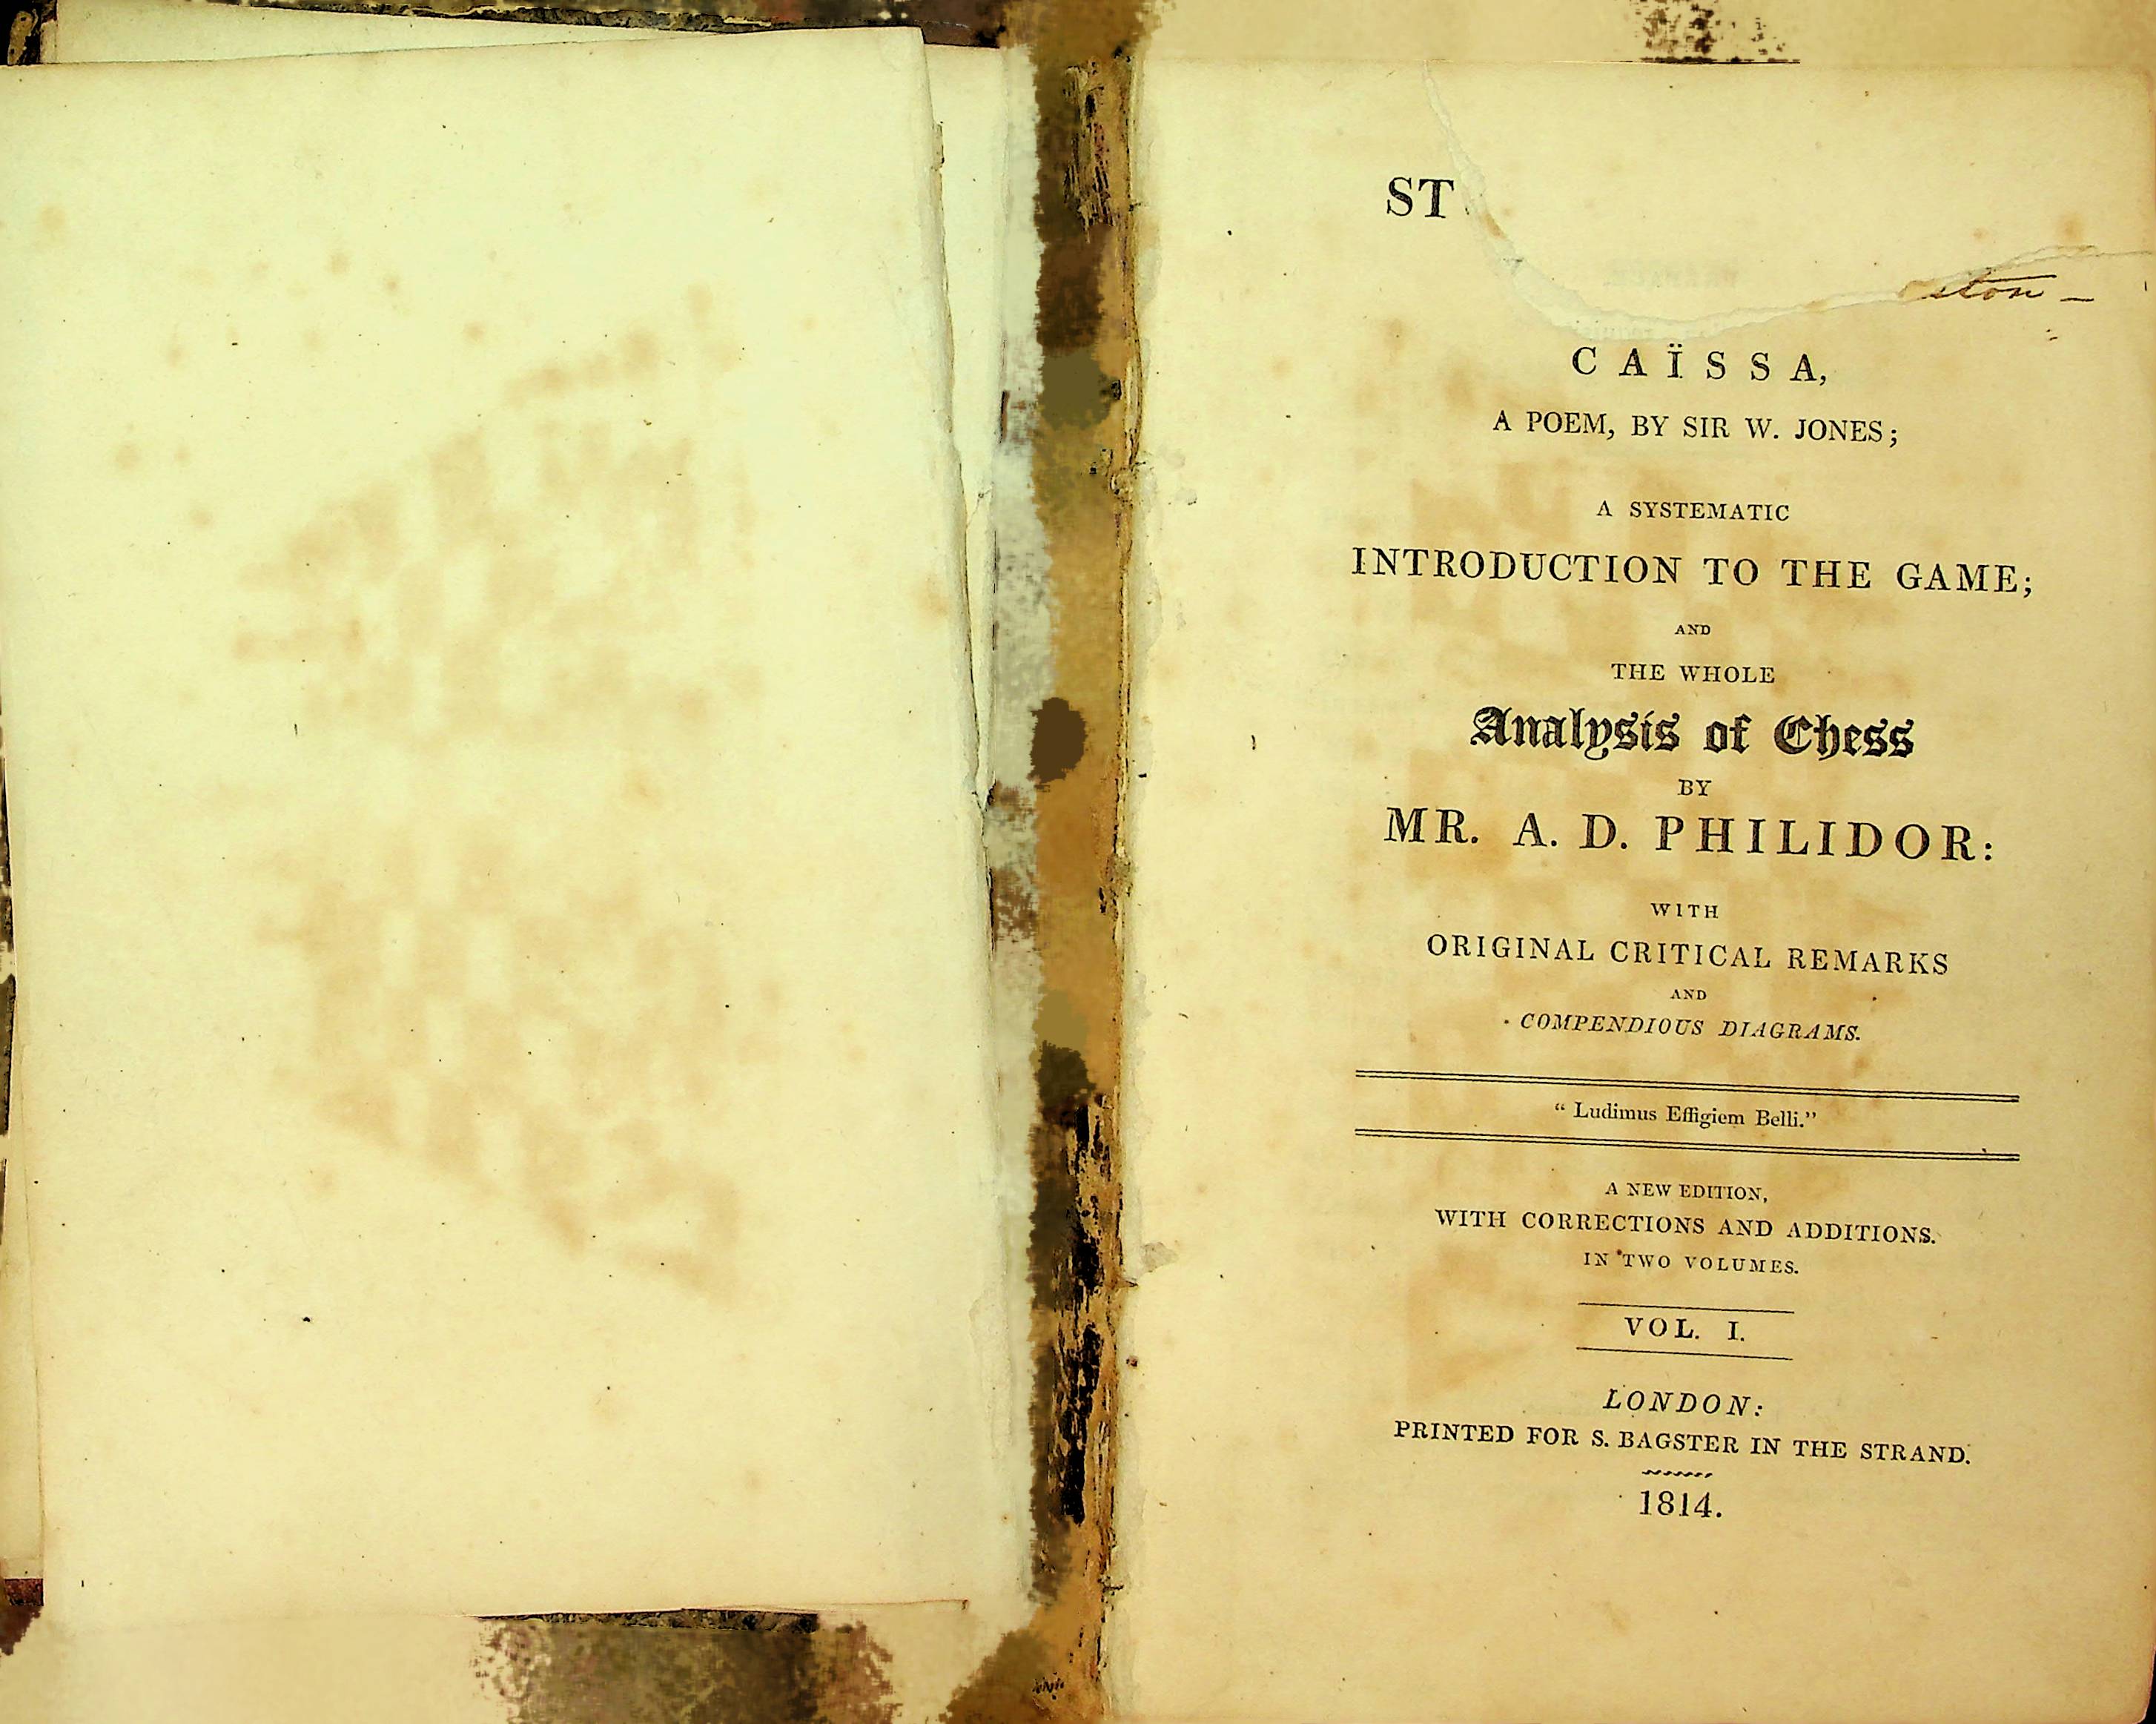 ST
ston –
CAÏSSA,
A POEM, BY SIR W. JONES;
A SYSTEMATIC
INTRODUCTION TO THE GAME;
AND
THE WHOLE
Analysis of Chess
BY
MR. A. D. PHILIDOR:
WITH
ORIGINAL CRITICAL REMARKS
AND
COMPENDIOUS DIAGRAMS.
“ Ludimus Effigiem Belli.”
A NEW EDITION,
WITH CORRECTIONS AND ADDITIONS.
IN TWO VOLUMES.
VOL. I.
LONDON:
PRINTED FOR S. BAGSTER IN THE STRAND.
1814.